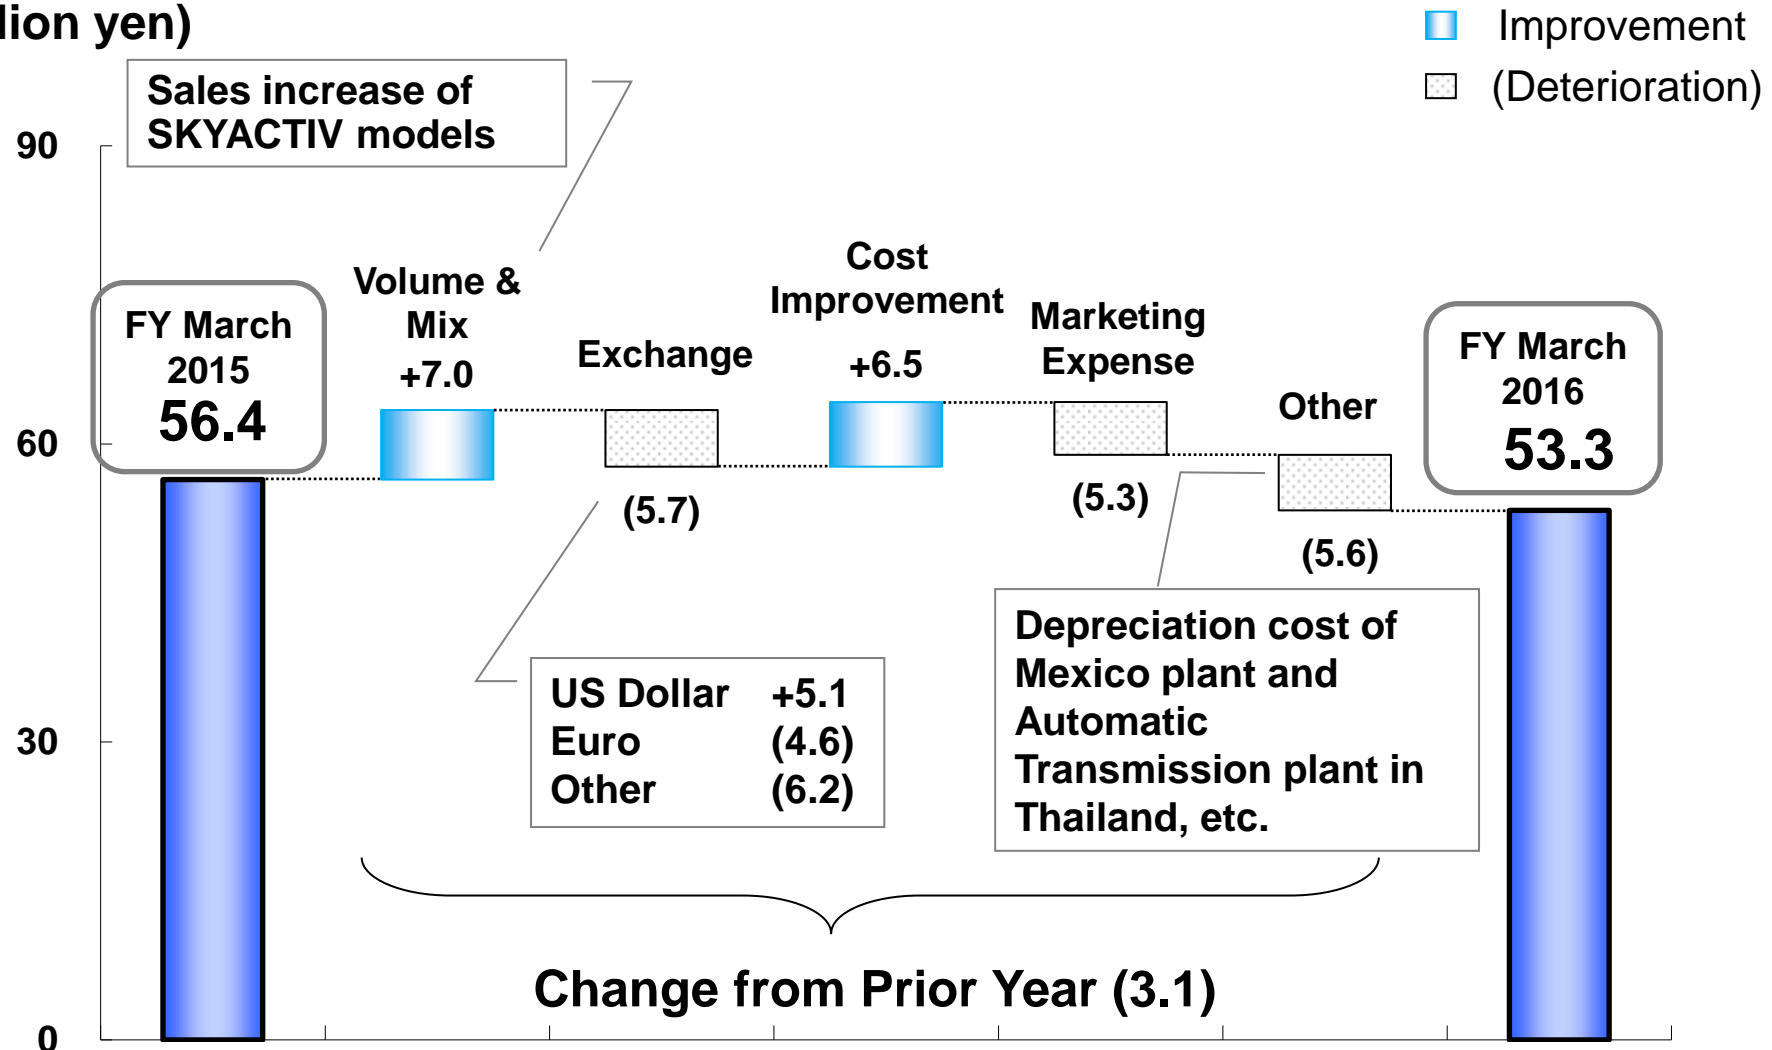 lion yen)
Improvement
(Deterioration)
Sales increase of
SKYACTIV models
90
60
30
0
FY March
2015
56.4
Volume &
Mix
+7.0
Exchange
(5.7)
Cost
Improvement
+6.5
Marketing
Expense
(5.3)
Other
(5.6)
FY March
2016
53.3
US Dollar +5.1
Euro (4.6)
Other (6.2)
Depreciation cost of
Mexico plant and
Automatic
Transmission plant in
Thailand, etc.
Change from Prior Year (3.1)